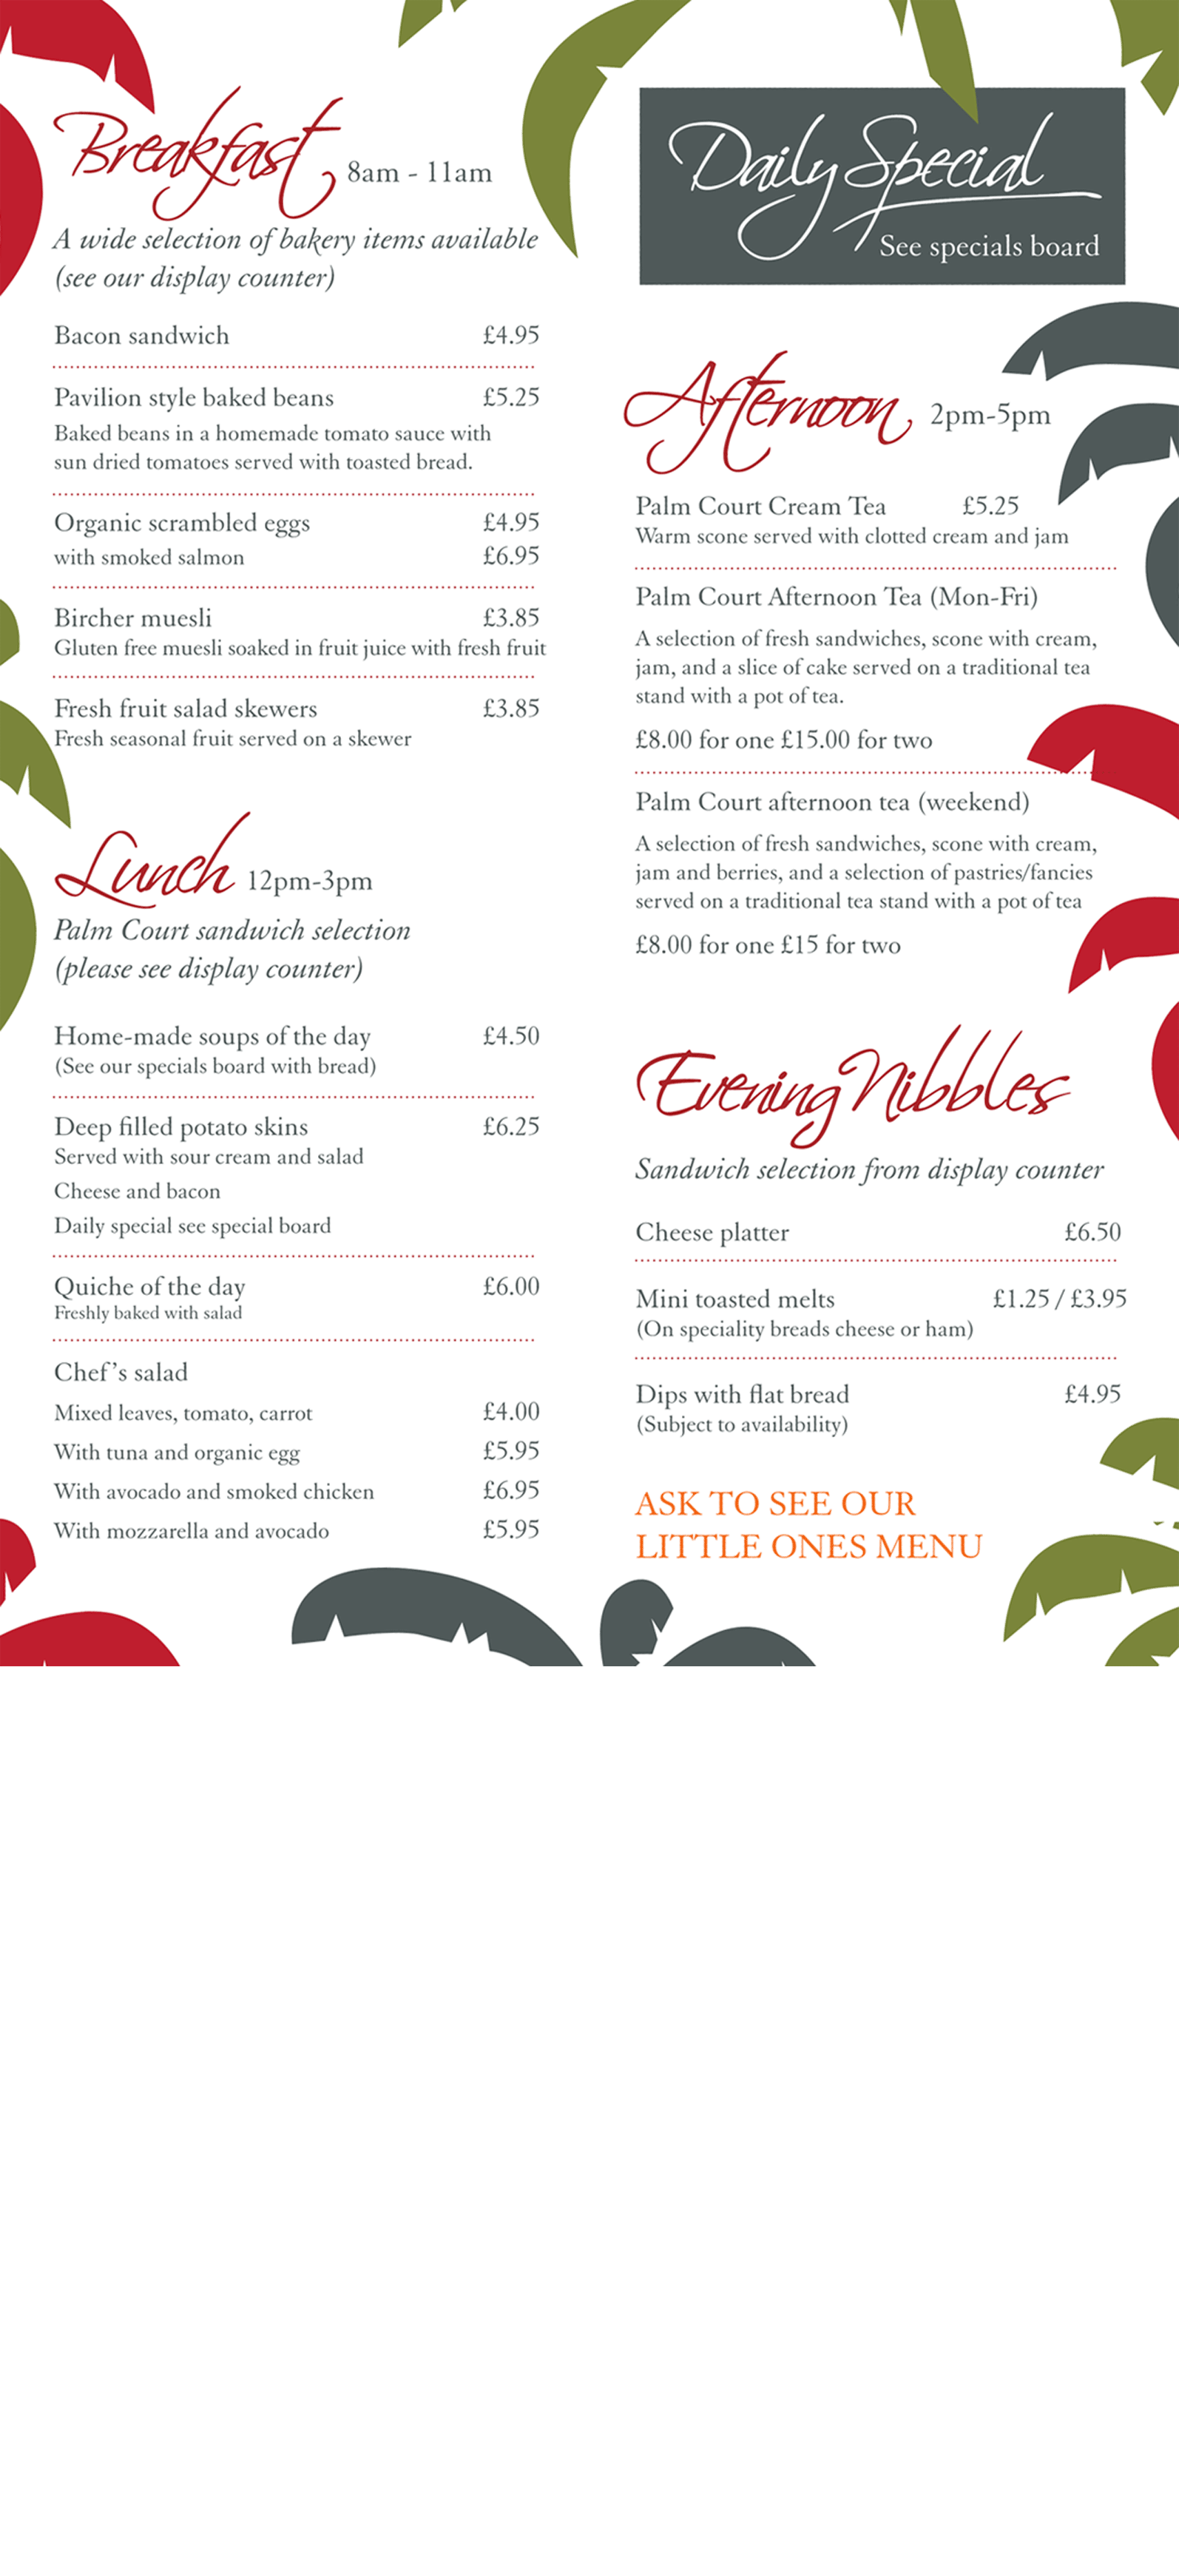 Breakfast 8am - 11am
A wide selection of bakery items available
(see our display counter)
Bacon sandwich £4.95
Pavilion style baked beans £5.25
Baked beans in a homemade tomato sauce with
sun dried tomatoes served with toasted bread.
Organic scrambled eggs £4.95
with smoked salmon £6.95
Bircher muesli £3.85
Gluten free muesli soaked in fruit juice with fresh fruit
Fresh fruit salad skewers £3.85
Fresh seasonal fruit served on a skewer
Lunch 12pm-3pm
Palm Court sandwich selection
(please see display counter)
Home-made soups of the day £4.50
(See our specials board with bread)
Deep filled potato skins £6.25
Served with sour cream and salad
Cheese and bacon
Daily special see special board
Quiche of the day £6.00
Freshly baked with salad
Chef's salad
Mixed leaves, tomato, carrot £4.00
With tuna and organic egg £5.95
With avocado and smoked chicken £6.95
With mozzarella and avocado £5.95
Daily Special
See specials board
Afternoon 2pm-5pm
Palm Court Cream Tea £5.25
Warm scone served with clotted cream and jam
Palm Court Afternoon Tea (Mon-Fri)
A selection of fresh sandwiches, scone with cream,
jam, and a slice of cake served on a traditional tea
stand with a pot of tea.
£8.00 for one £15.00 for two
Palm Court afternoon tea (weekend)
A selection of fresh sandwiches, scone with cream,
jam and berries, and a selection of pastries/fancies
served on a traditional tea stand with a pot of tea
£8.00 for one £15 for two
Evening Nibbles
Sandwich selection from display counter
Cheese platter £6.50
Mini toasted melts £1.25 / £3.95
(On speciality breads cheese or ham)
Dips with flat bread £4.95
(Subject to availability)
ASK TO SEE OUR
LITTLE ONES MENU